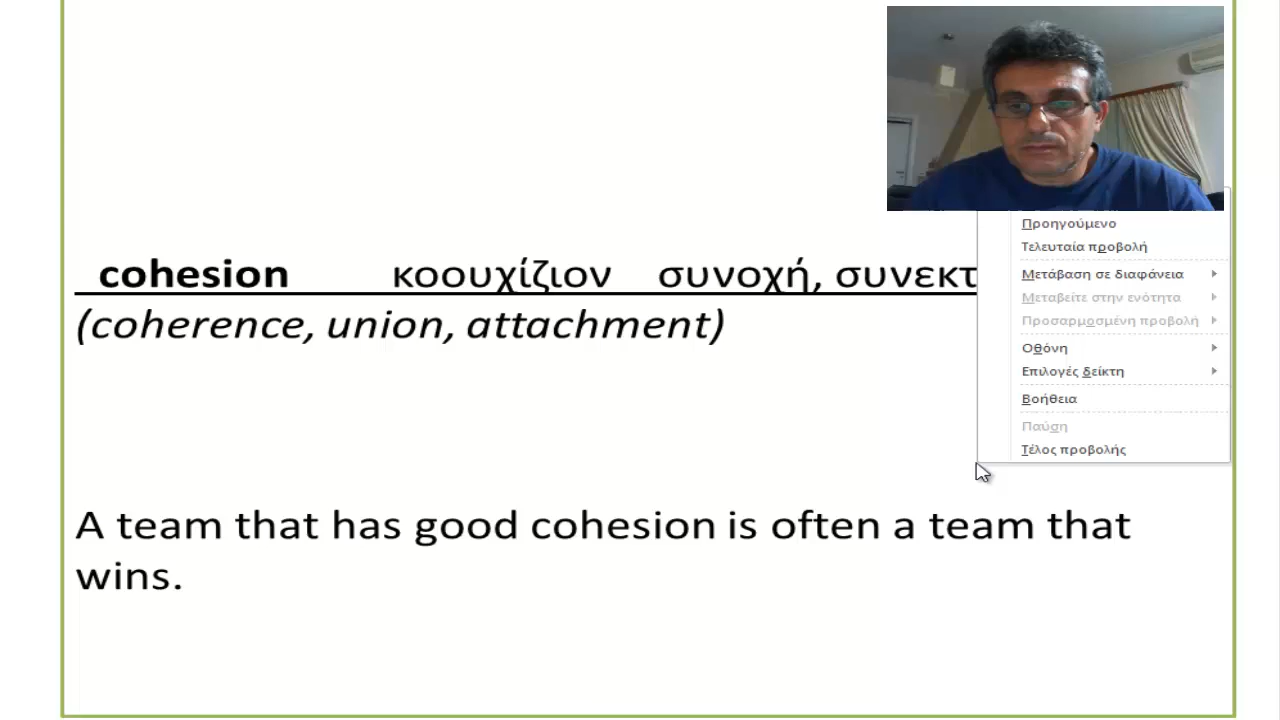 cohesion κοουχίζιον συνοχή, συνεκτ
(coherence, union, attachment)
A team that has good cohesion is often a team that
wins.
Προηγούμενο
Τελευταία προβολή
Μετάβαση σε διαφάνεια
Μεταβείτε στην ενότητα
Προσαρμοσμένη προβολή
Οθόνη
Επιλογές δείκτη
Βοήθεια
Παύση
Τέλος προβολής